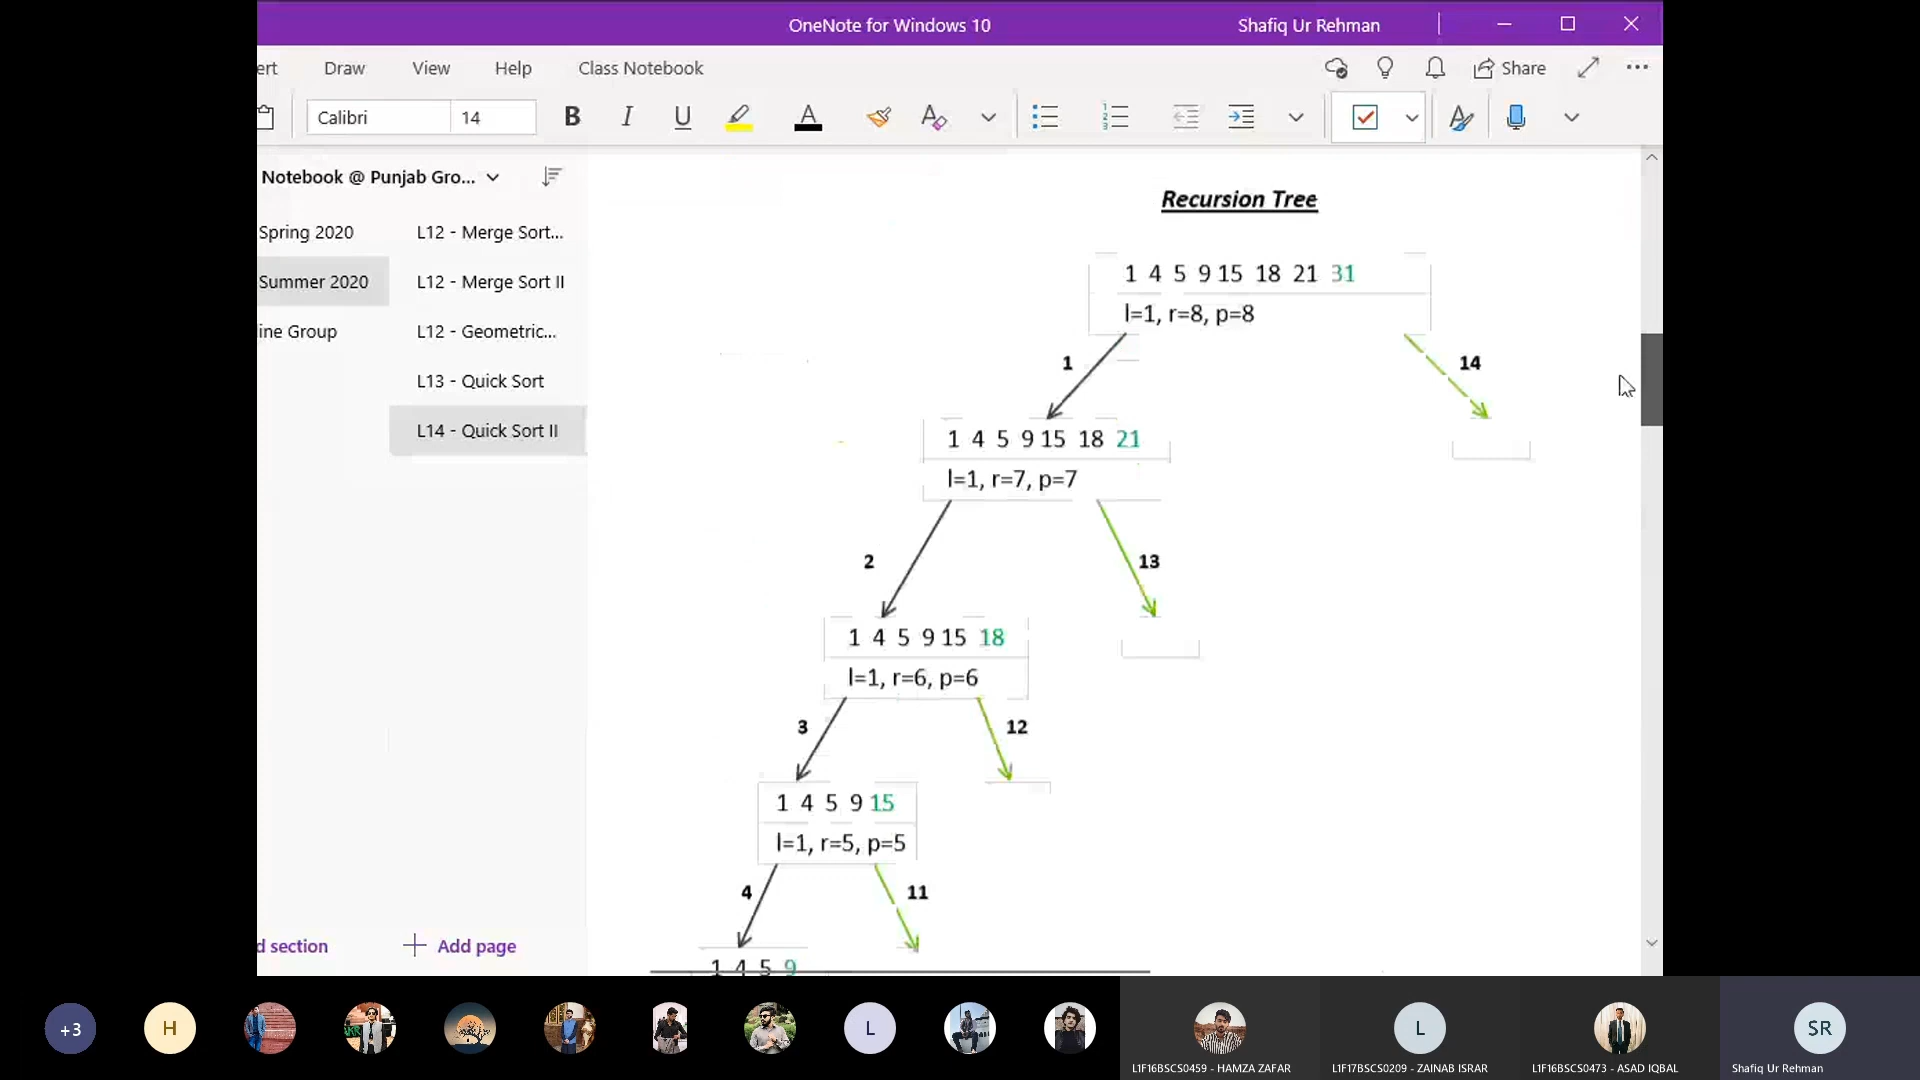 OneNote for Windows 10
Shafiq Ur Rehman
ert Draw View Help Class Notebook
Share
Calibri 14 B I U A
Notebook @ Punjab Gro...
Spring 2020
Summer 2020
ine Group
L12 - Merge Sort...
L12 - Merge Sort II
L12 - Geometric...
L13 - Quick Sort
L14 - Quick Sort II
d section
Add page
Recursion Tree
1 4 5 9 15 18 21 31
l=1, r=8, p=8
1
14
1 4 5 9 15 18 21
l=1, r=7, p=7
2
13
1 4 5 9 15 18
l=1, r=6, p=6
3
12
1 4 5 9 15
l=1, r=5, p=5
4
11
1 4 5 9
+3
H
L
L
SR
L1F16BSCS0459 - HAMZA ZAFAR
L1F17BSCS0209 - ZAINAB ISRAR
L1F16BSCS0473 - ASAD IQBAL
Shafiq Ur Rehman